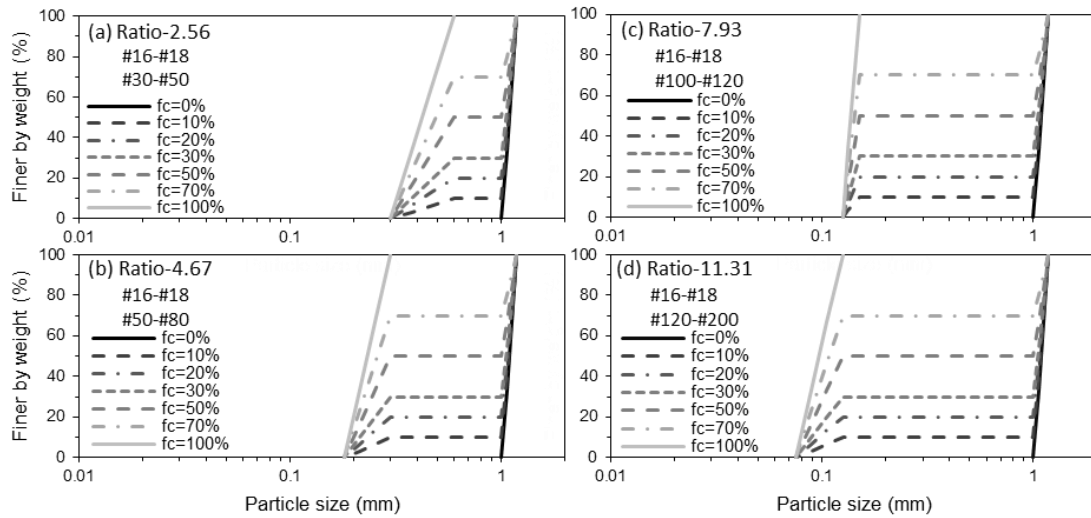 Finer by weight (%)
100
80
60
40
20
0
(a) Ratio-2.56
#16-#18
#30-#50
fc=0%
fc=10%
fc=20%
fc=30%
fc=50%
fc=70%
fc=100%
0.01
0.1
1
Finer by weight (%)
100
80
60
40
20
0
(b) Ratio-4.67
#16-#18
#50-#80
fc=0%
fc=10%
fc=20%
fc=30%
fc=50%
fc=70%
fc=100%
0.01
0.1
1
Particle size (mm)
100
80
60
40
20
0
(c) Ratio-7.93
#16-#18
#100-#120
fc=0%
fc=10%
fc=20%
fc=30%
fc=50%
fc=70%
fc=100%
0.01
0.1
1
100
80
60
40
20
0
(d) Ratio-11.31
#16-#18
#120-#200
fc=0%
fc=10%
fc=20%
fc=30%
fc=50%
fc=70%
fc=100%
0.01
0.1
1
Particle size (mm)